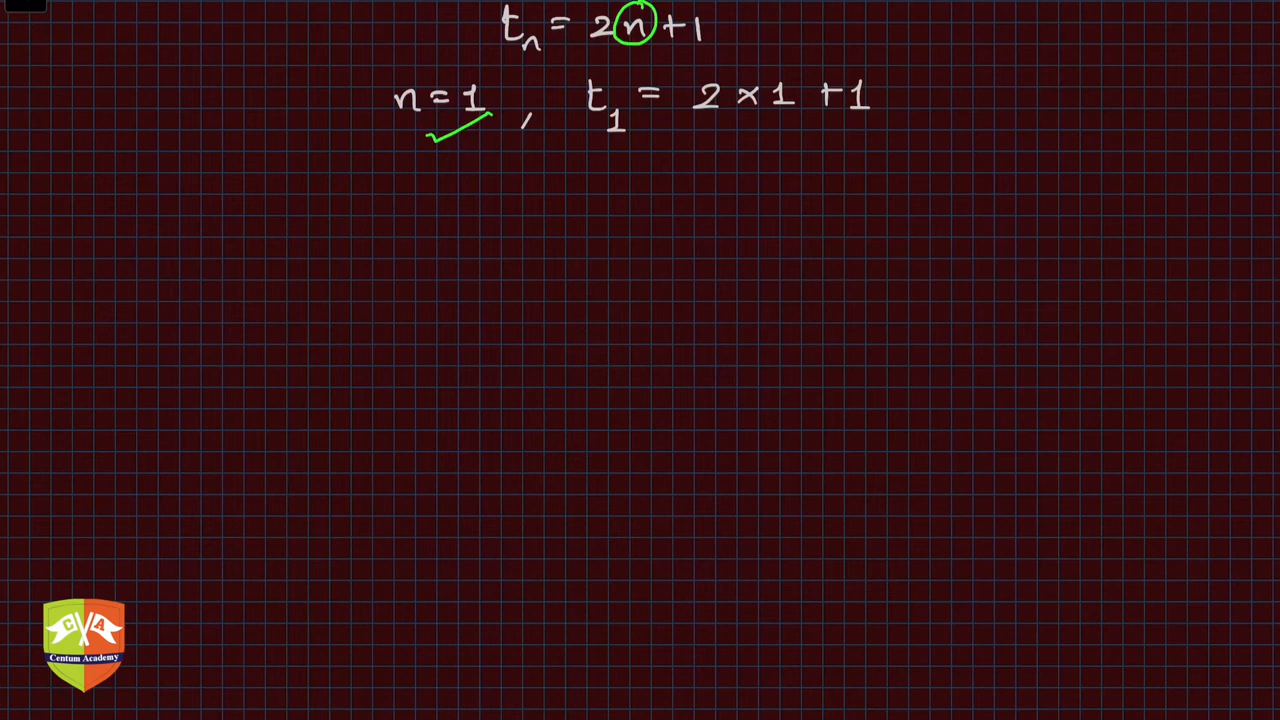 tₙ = 2n+1
n = 1 , t₁ = 2 × 1 + 1
C A
Centum Academy